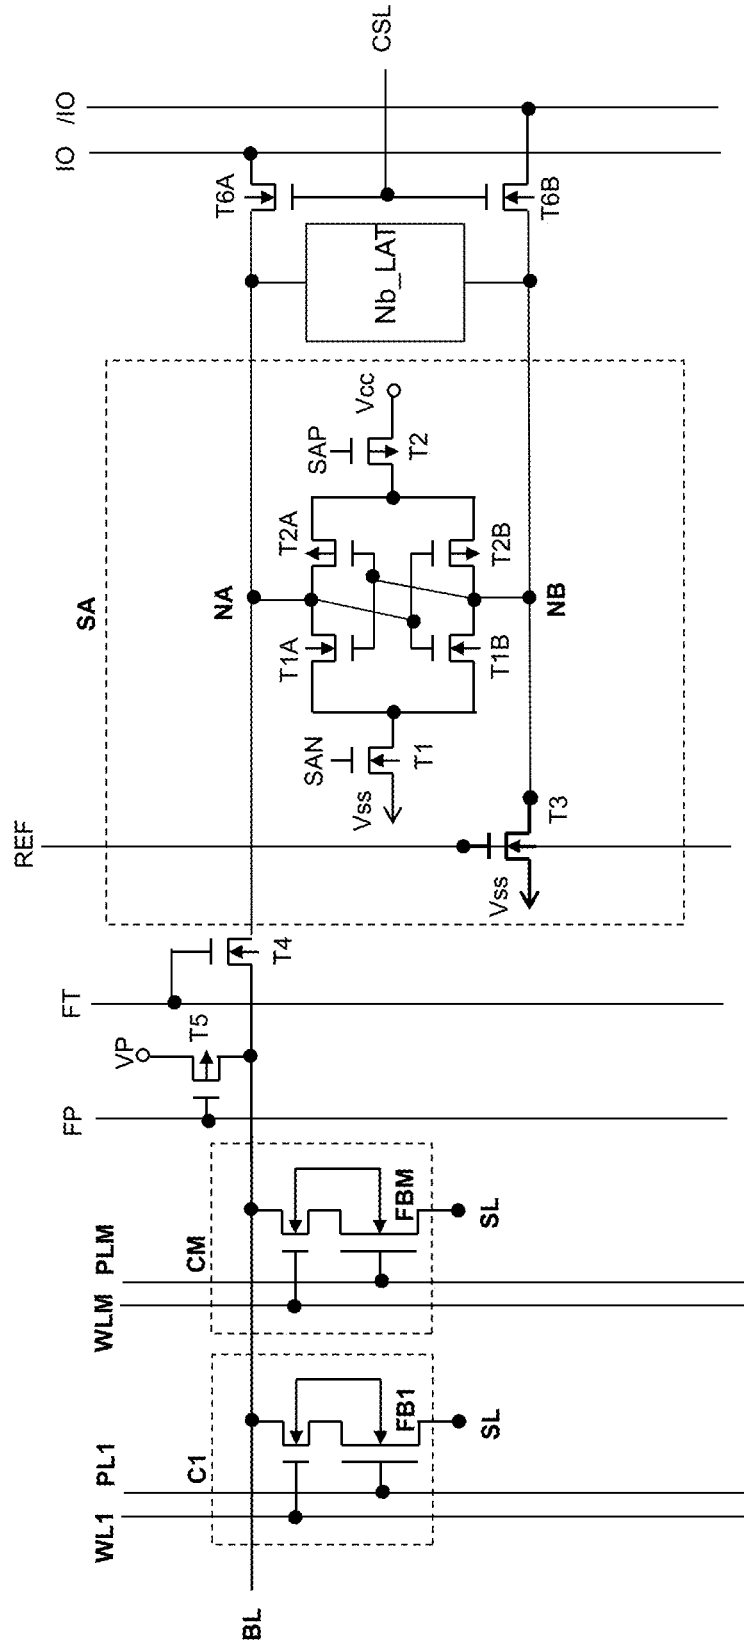 CSL
/IO
IO
T6A
T6B
Nb_LAT
SA
Vcc
SAP
T2
T2A
T2B
NA
NB
T1A
T1B
SAN
T1
Vss
REF
T3
Vss
T4
FT
T5
VP
FP
PLM
WLM
CM
FBM
SL
PL1
WL1
C1
FB1
SL
BL